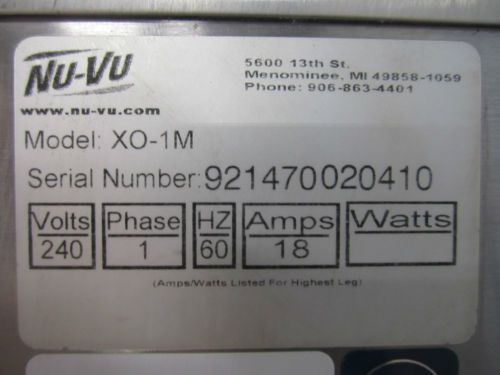 Nu-Vu
5600 13th St.
Menominee, MI 49858-1059
Phone: 906-863-4401
www.nu-vu.com
Model: XO-1M
Serial Number: 921470020410
Volts Phase HZ Amps Watts
240 1 60 18
(Amps/Watts Listed For Highest Leg)